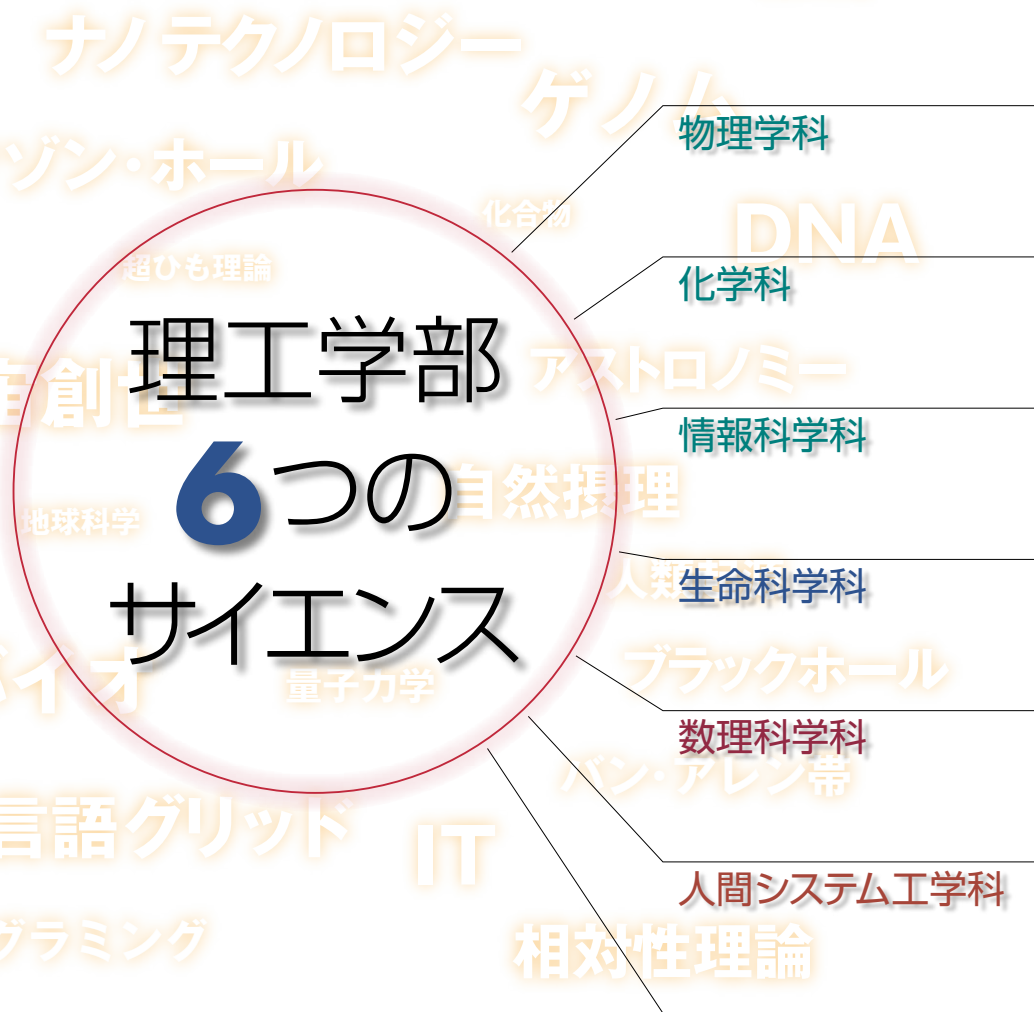 ナノテクノロジー
ゲノム
物理学科
ゾン・ホール
化合物
DNA
超ひも理論
化学科
理工学部
アストロノミー
創世
情報科学科
6つの
自然摂理
地球科学
生命科学科
サイエンス
バイオ
量子力学
ブラックホール
数理科学科
バン・アレン帯
言語グリッド
IT
人間システム工学科
グラミング
相対性理論